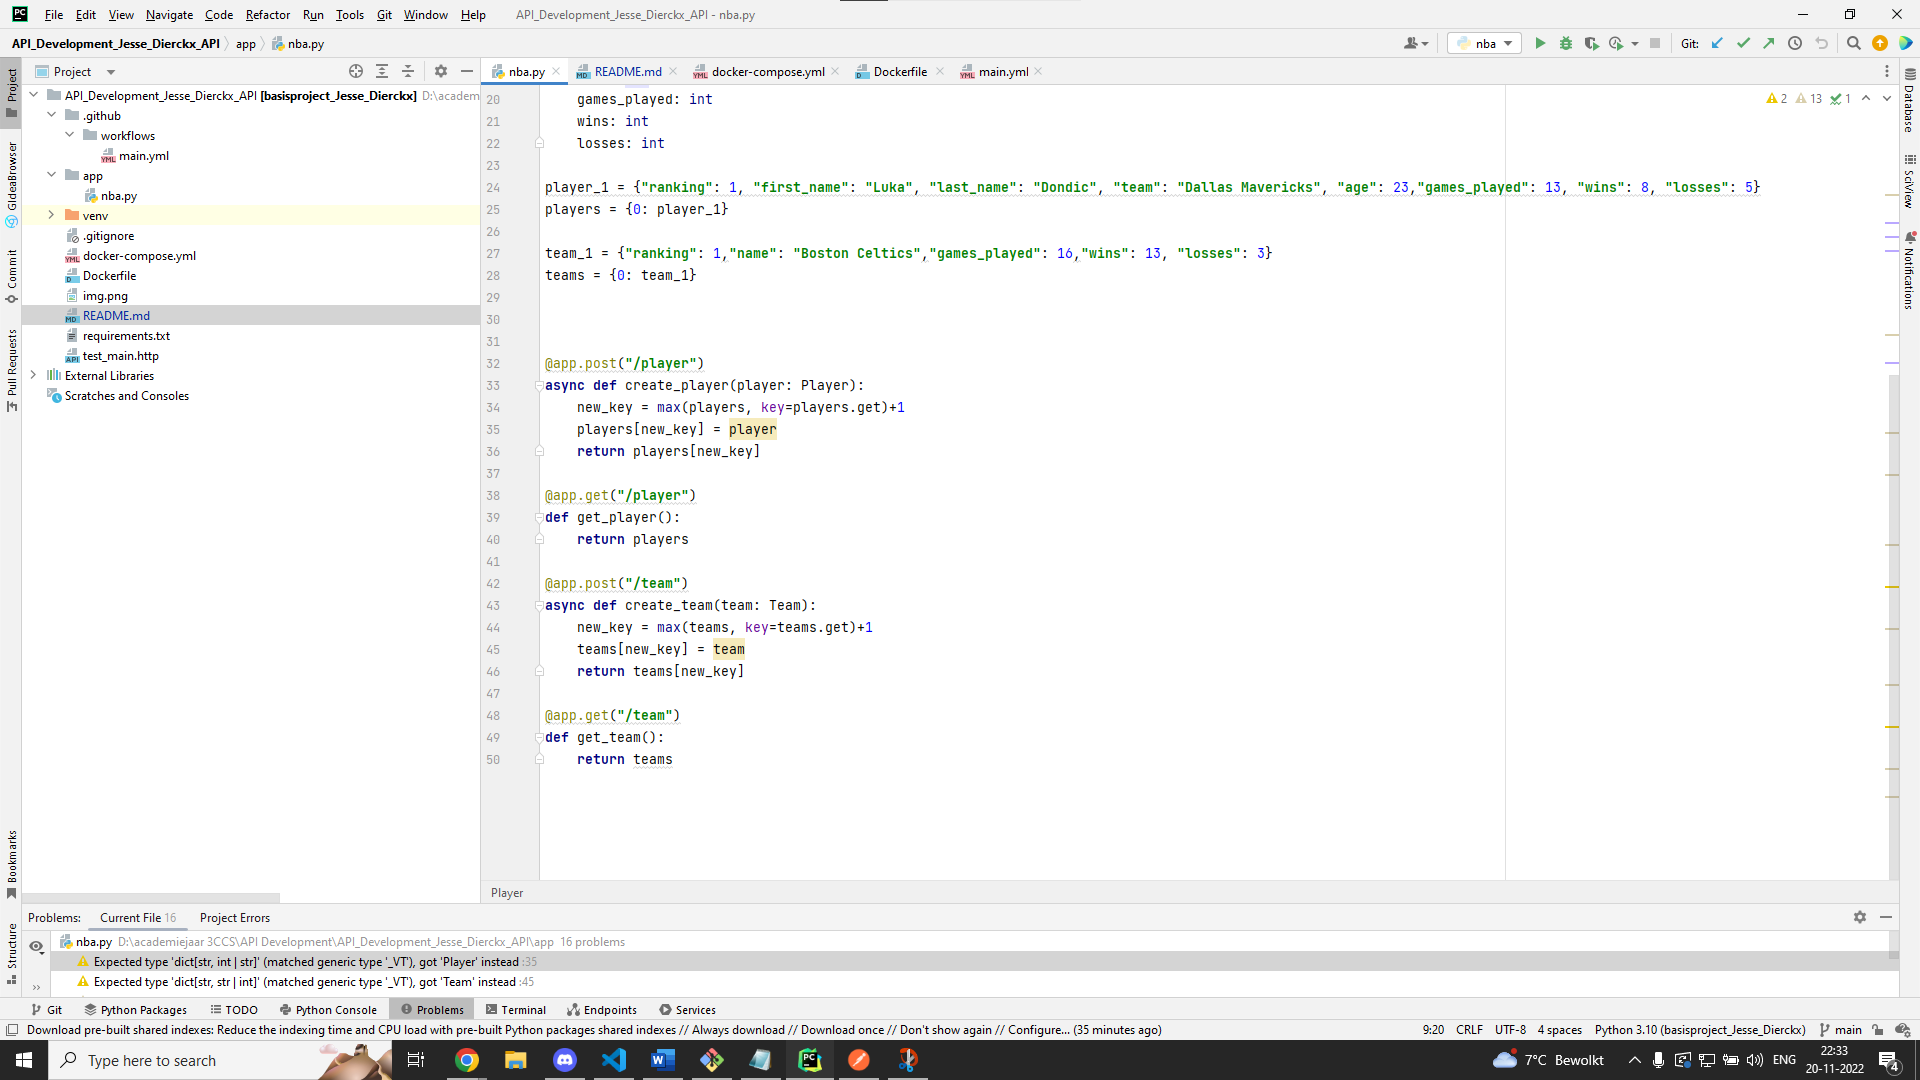 File Edit View Navigate Code Refactor Run Tools Git Window Help API_Development_Jesse_Dierckx_API - nba.py
API_Development_Jesse_Dierckx_API app nba.py
nba Git:
Project
nba.py README.md docker-compose.yml Dockerfile main.yml
API_Development_Jesse_Dierckx_API [basisproject_Jesse_Dierckx] D:\academ
.github
workflows
main.yml
app
nba.py
venv
.gitignore
docker-compose.yml
Dockerfile
img.png
README.md
requirements.txt
test_main.http
External Libraries
Scratches and Consoles
Project
GIdeaBrowser
Commit
Pull Requests
Bookmarks
Structure
2 13 1
20 games_played: int
21 wins: int
22 losses: int
23
24 player_1 = {"ranking": 1, "first_name": "Luka", "last_name": "Dondic", "team": "Dallas Mavericks", "age": 23,"games_played": 13, "wins": 8, "losses": 5}
25 players = {0: player_1}
26
27 team_1 = {"ranking": 1,"name": "Boston Celtics","games_played": 16,"wins": 13, "losses": 3}
28 teams = {0: team_1}
29
30
31
32 @app.post("/player")
33 async def create_player(player: Player):
34 new_key = max(players, key=players.get)+1
35 players[new_key] = player
36 return players[new_key]
37
38 @app.get("/player")
39 def get_player():
40 return players
41
42 @app.post("/team")
43 async def create_team(team: Team):
44 new_key = max(teams, key=teams.get)+1
45 teams[new_key] = team
46 return teams[new_key]
47
48 @app.get("/team")
49 def get_team():
50 return teams
Player
Database
SciView
Notifications
Problems: Current File 16 Project Errors
nba.py D:\academiejaar 3CCS\API Development\API_Development_Jesse_Dierckx_API\app 16 problems
Expected type 'dict[str, int | str]' (matched generic type '_VT'), got 'Player' instead :35
Expected type 'dict[str, str | int]' (matched generic type '_VT'), got 'Team' instead :45
Git Python Packages TODO Python Console Problems Terminal Endpoints Services
Download pre-built shared indexes: Reduce the indexing time and CPU load with pre-built Python packages shared indexes // Always download // Download once // Don't show again // Configure... (35 minutes ago) 9:20 CRLF UTF-8 4 spaces Python 3.10 (basisproject_Jesse_Dierckx) main
Type here to search
7°C Bewolkt
ENG
22:33
20-11-2022
4